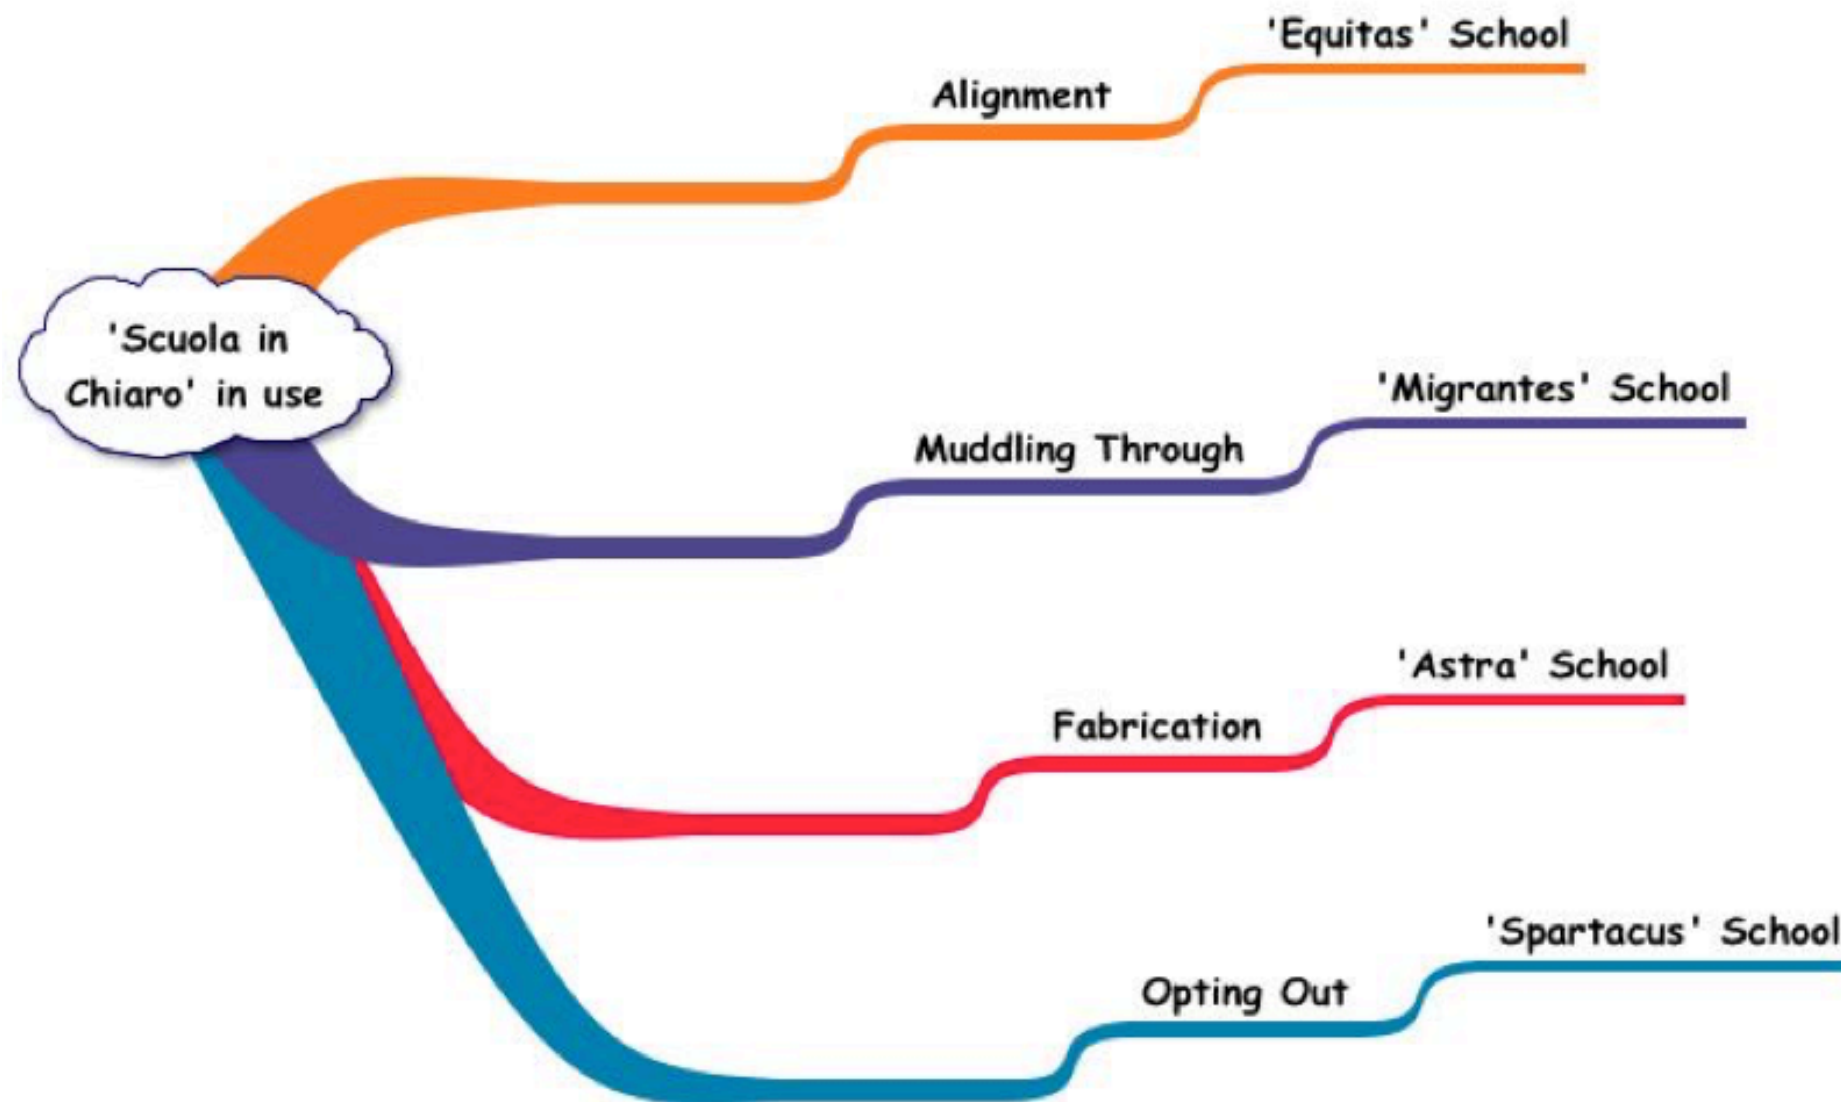 'Equitas' School
Alignment
'Scuola in
Chiaro' in use
'Migrantes' School
Muddling Through
'Astra' School
Fabrication
'Spartacus' School
Opting Out